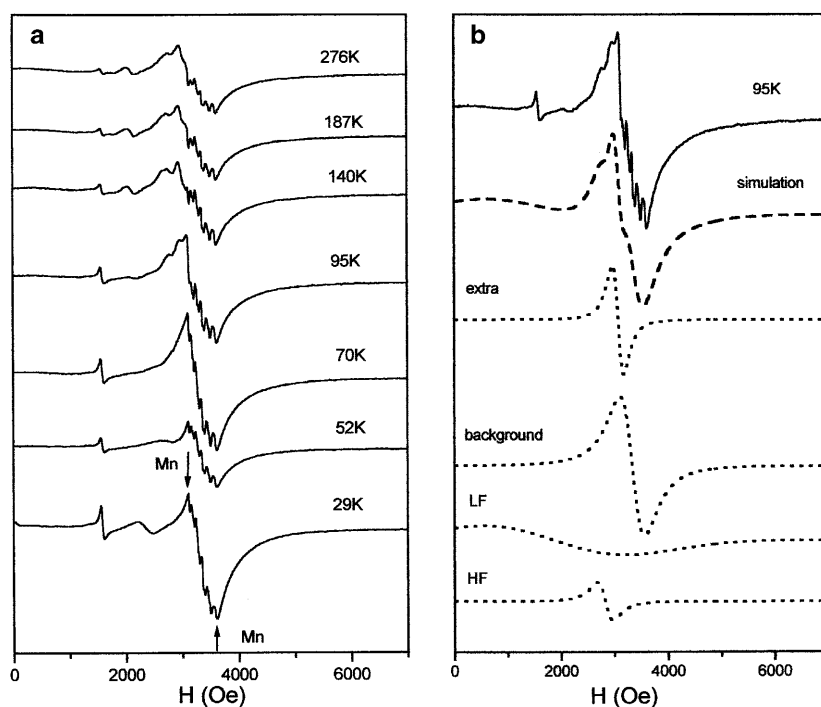 a
276K
187K
140K
95K
70K
52K
Mn
29K
Mn
0 2000 4000 6000
H (Oe)
b
95K
simulation
extra
background
LF
HF
0 2000 4000 6000
H (Oe)